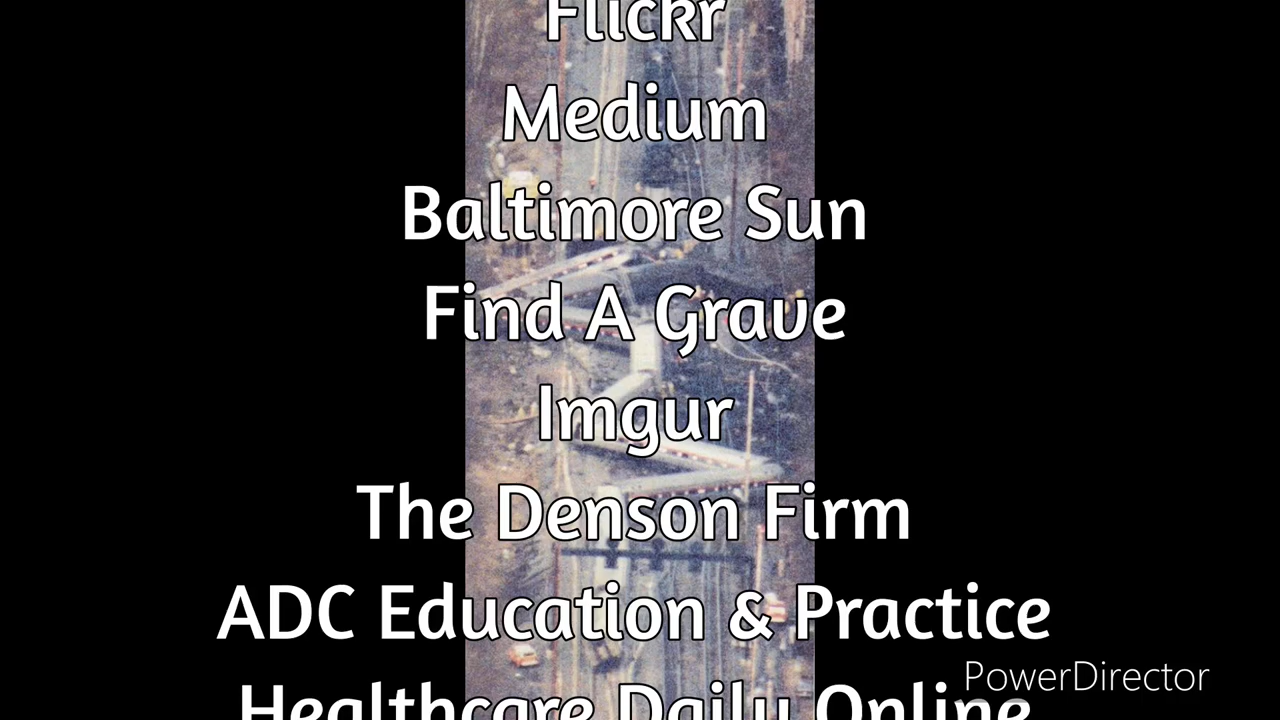 Flickr
Medium
Baltimore Sun
Find A Grave
Imgur
The Denson Firm
ADC Education & Practice
Healthcare Daily Online
PowerDirector